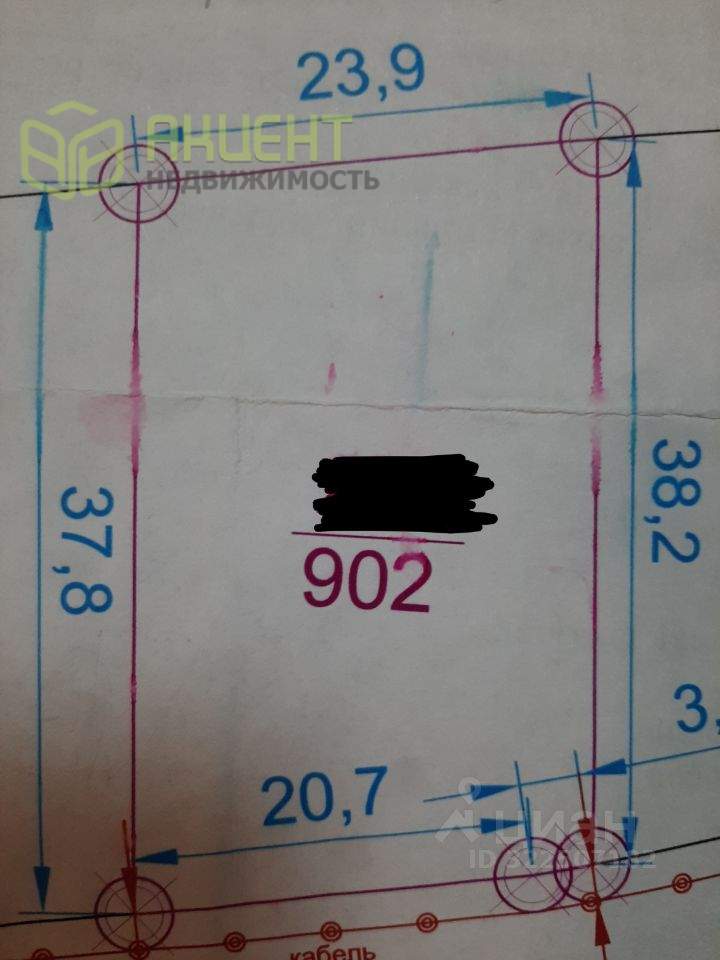 23,9
АКЦЕНТ
НЕДВИЖИМОСТЬ
37,8
38,2
902
3,
20,7
циан
кабель